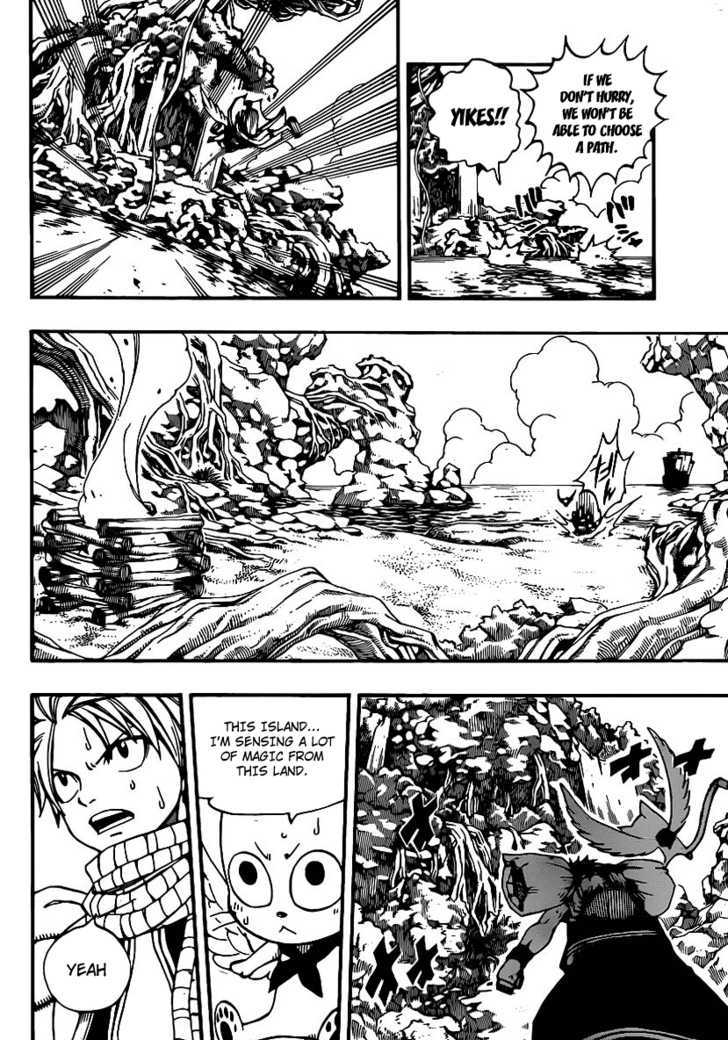 IF WE
DON'T HURRY,
WE WON'T BE
ABLE TO CHOOSE
A PATH.
YIKES!!
THIS ISLAND...
I'M SENSING A LOT
OF MAGIC FROM
THIS LAND.
YEAH